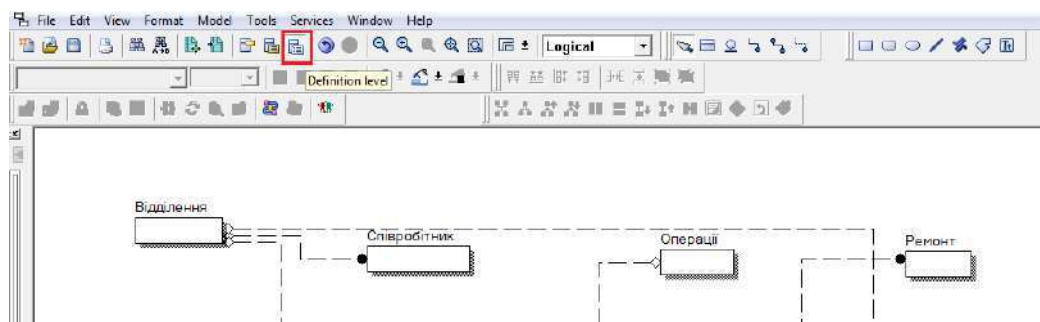 File Edit View Format Model Tools Services Window Help
Logical
Definition level
Відділення
Співробітник
Операції
Ремонт